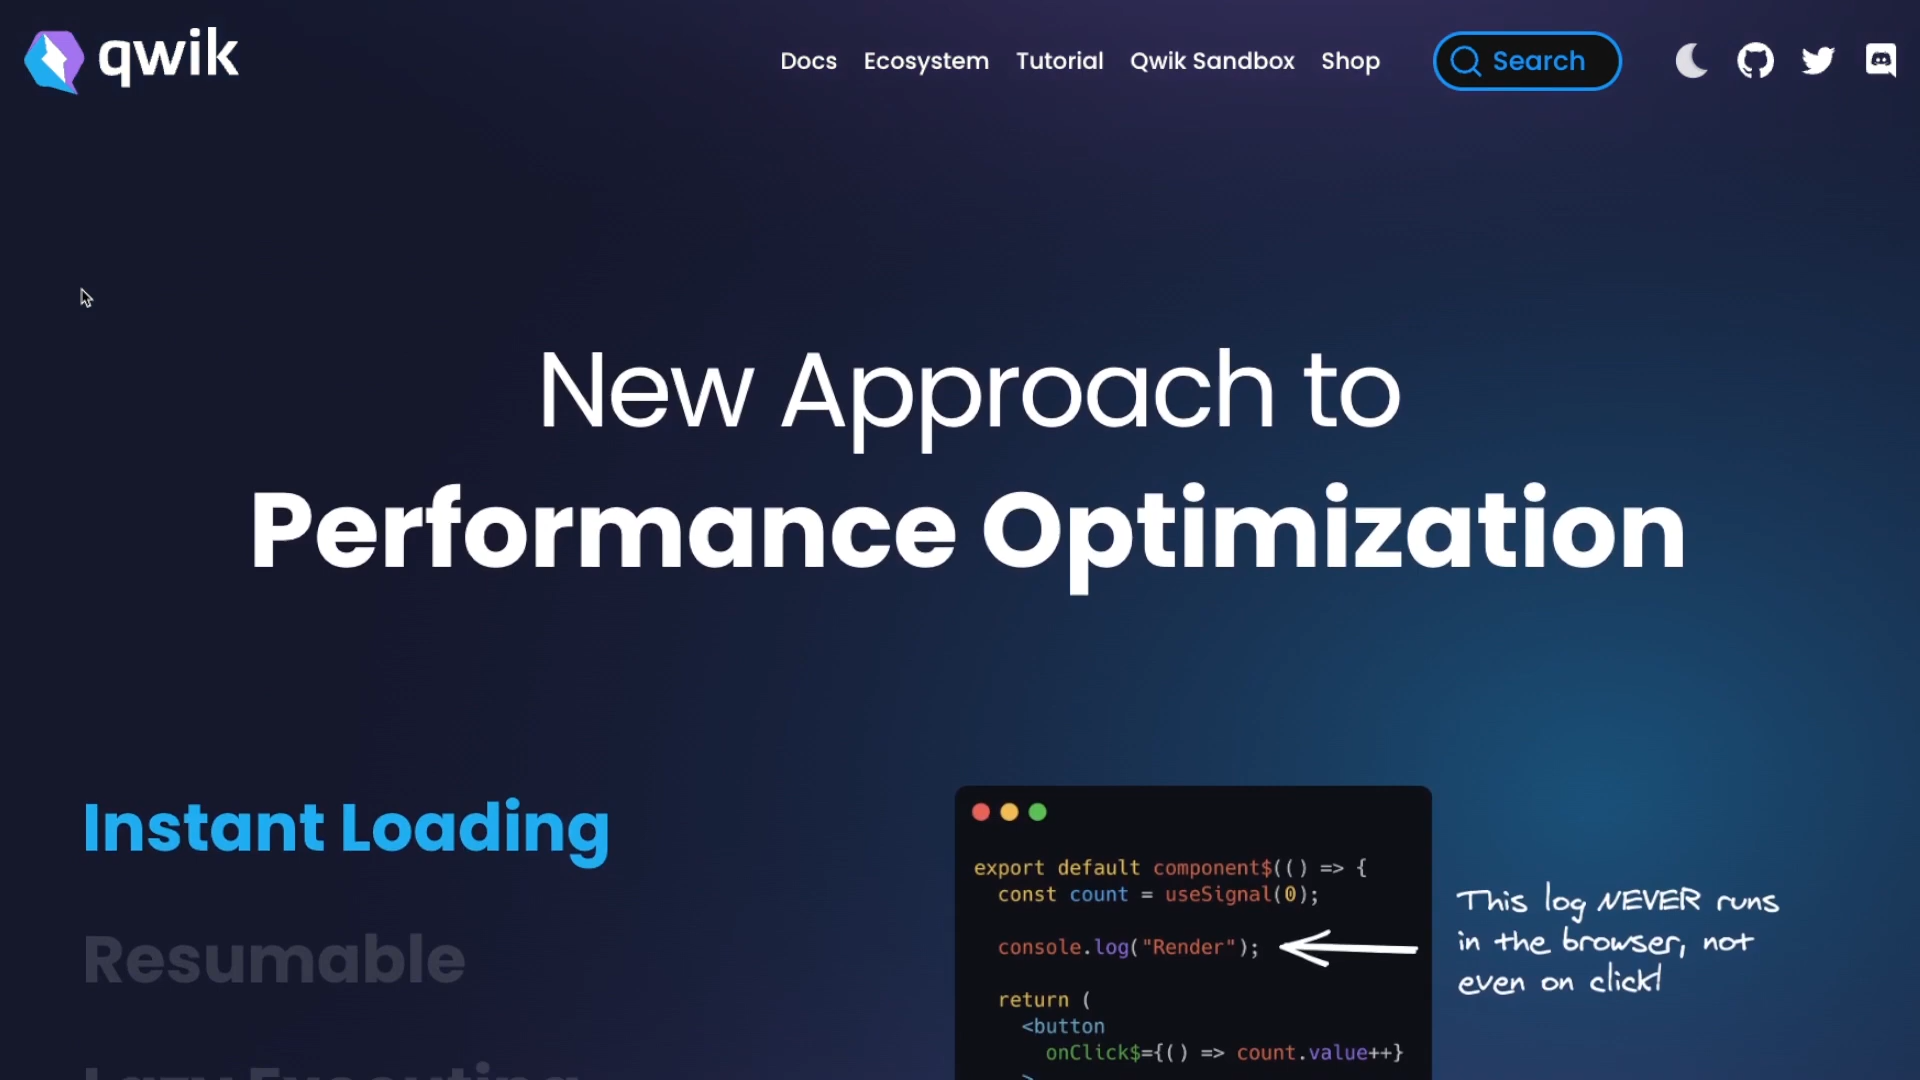 qwik
Docs Ecosystem Tutorial Qwik Sandbox Shop Search
New Approach to
Performance Optimization
Instant Loading
Resumable
Lazy Executing
export default component$(() => {
const count = useSignal(0);
console.log("Render");
return (
<button
onClick$={() => count.value++}
>
This log NEVER runs
in the browser, not
even on click!